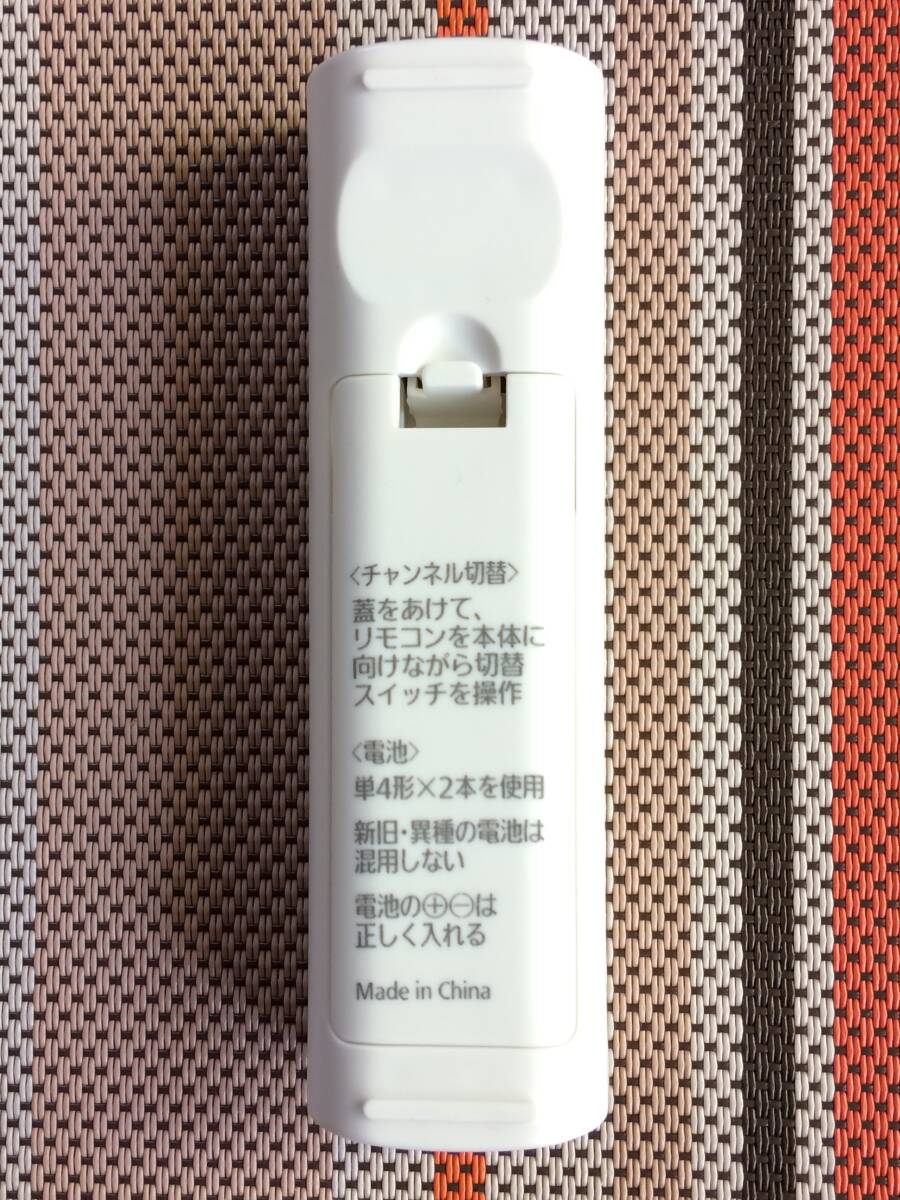 〈チャンネル切替〉
蓋をあけて、
リモコンを本体に
向けながら切替
スイッチを操作
〈電池〉
単4形×2本を使用
新旧・異種の電池は
混用しない
電池の⊕⊖は
正しく入れる
Made in China